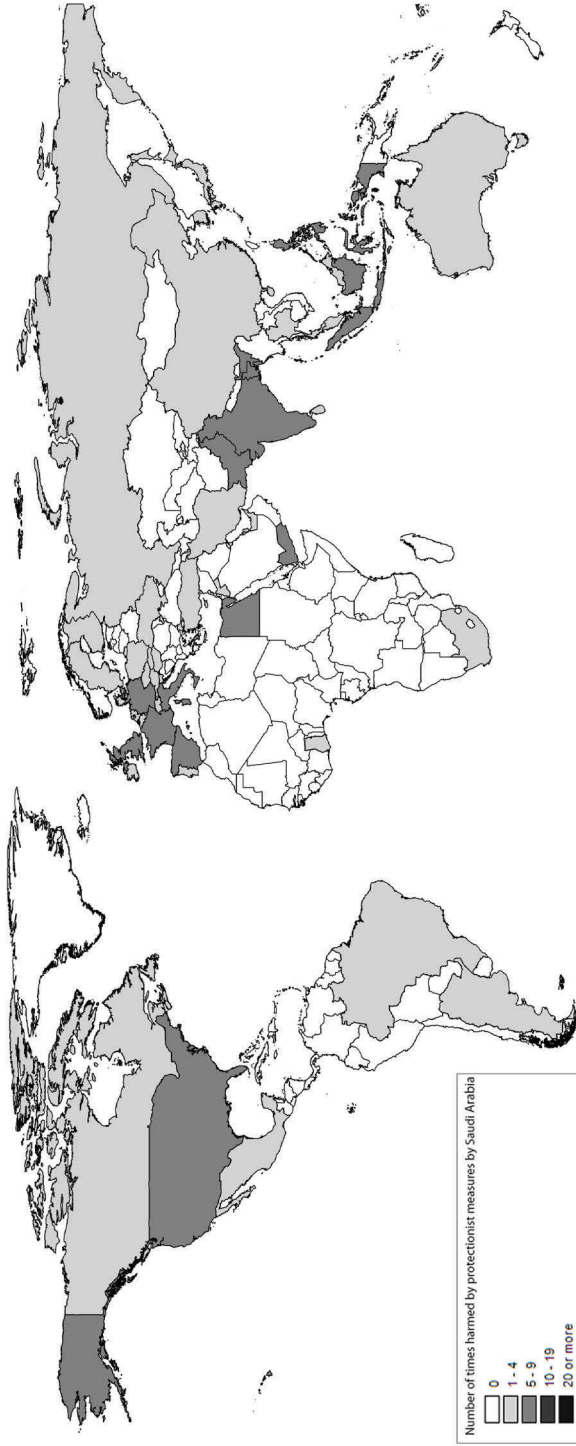 Number of times harmed by protectionist measures by Saudi Arabia
0
1 - 4
5 - 9
10 - 19
20 or more